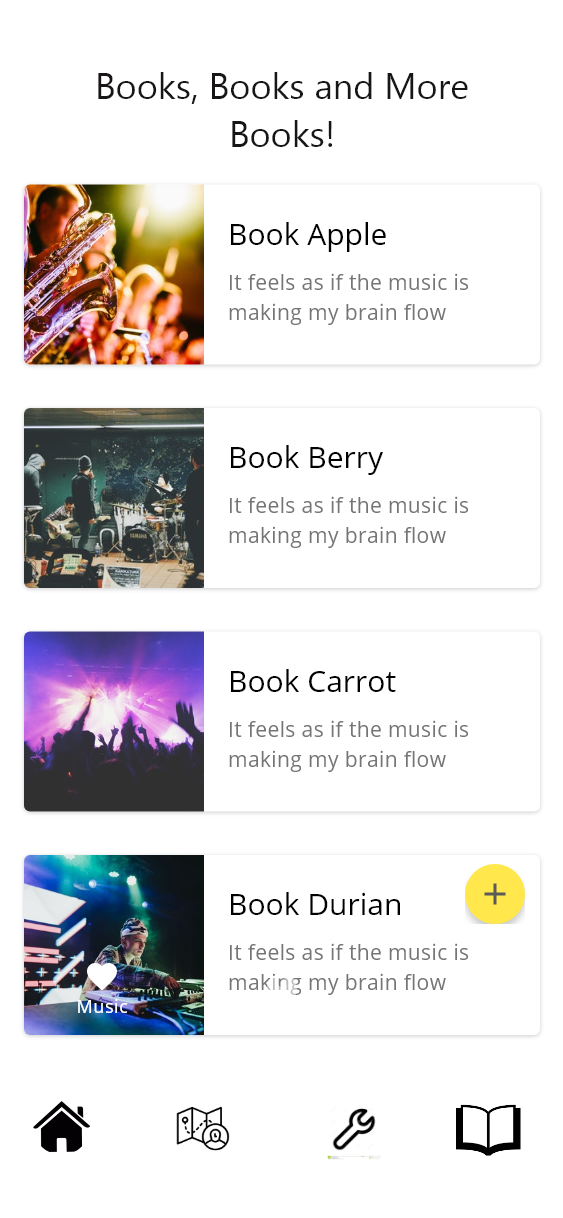 Books, Books and More
Books!
Book Apple
It feels as if the music is
making my brain flow
Book Berry
It feels as if the music is
making my brain flow
YAMAHA
Book Carrot
It feels as if the music is
making my brain flow
Book Durian
It feels as if the music is
making my brain flow
Music